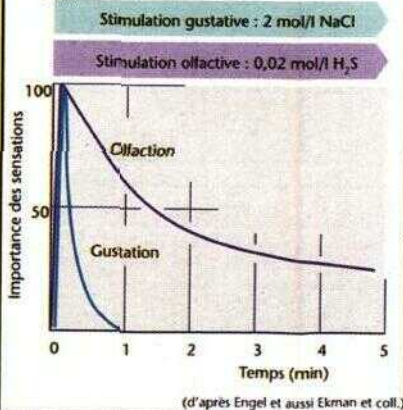 Stimulation gustative : 2 mol/l NaCl
Stimulation olfactive : 0,02 mol/l H₂S
Importance des sensations
100
50
Olfaction
Gustation
0 1 2 3 4 5
Temps (min)
(d'après Engel et aussi Ekman et coll.)